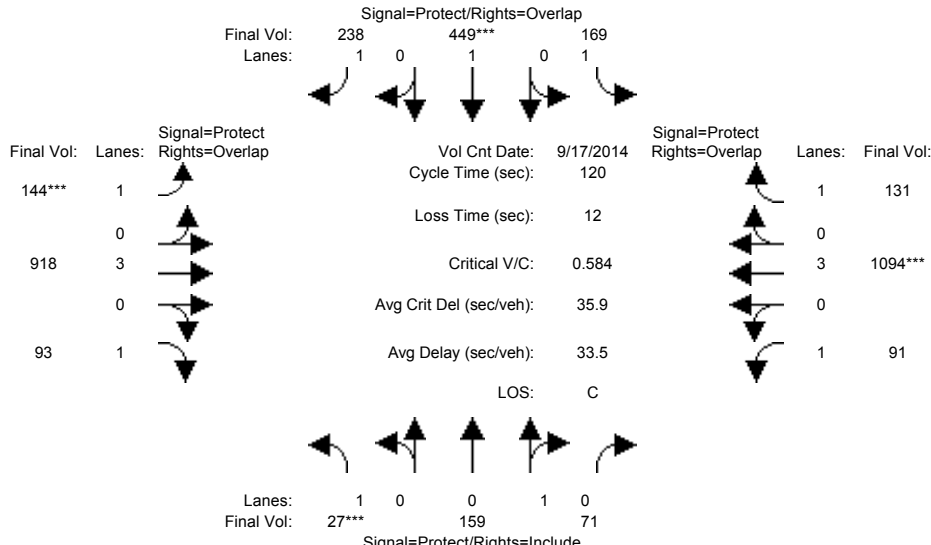 Signal=Protect/Rights=Overlap
Final Vol: 238 449*** 169
Lanes: 1 0 1 0 1
Signal=Protect Signal=Protect
Final Vol: Lanes: Rights=Overlap Vol Cnt Date: 9/17/2014 Rights=Overlap Lanes: Final Vol:
Cycle Time (sec): 120
144*** 1 1 131
Loss Time (sec): 12
0 0
918 3 Critical V/C: 0.584 3 1094***
0 Avg Crit Del (sec/veh): 35.9 0
93 1 Avg Delay (sec/veh): 33.5 1 91
LOS: C
Lanes: 1 0 0 1 0
Final Vol: 27*** 159 71
Signal=Protect/Rights=Include